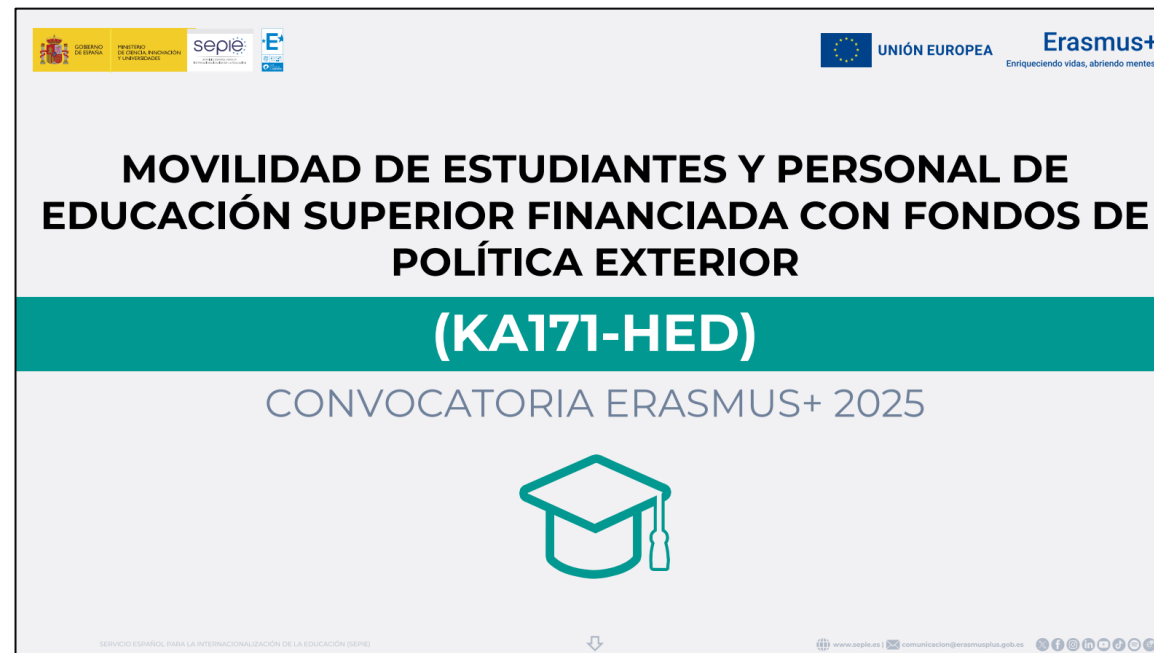 GOBIERNO
DE ESPAÑA
MINISTERIO
DE CIENCIA, INNOVACIÓN
Y UNIVERSIDADES
sepie
UNIÓN EUROPEA
Erasmus+
Enriqueciendo vidas, abriendo mentes
MOVILIDAD DE ESTUDIANTES Y PERSONAL DE
EDUCACIÓN SUPERIOR FINANCIADA CON FONDOS DE
POLÍTICA EXTERIOR
(KA171-HED)
CONVOCATORIA ERASMUS+ 2025
SERVICIO ESPAÑOL PARA LA INTERNACIONALIZACIÓN DE LA EDUCACIÓN (SEPIE)
www.sepie.es | comunicacion@erasmusplus.gob.es